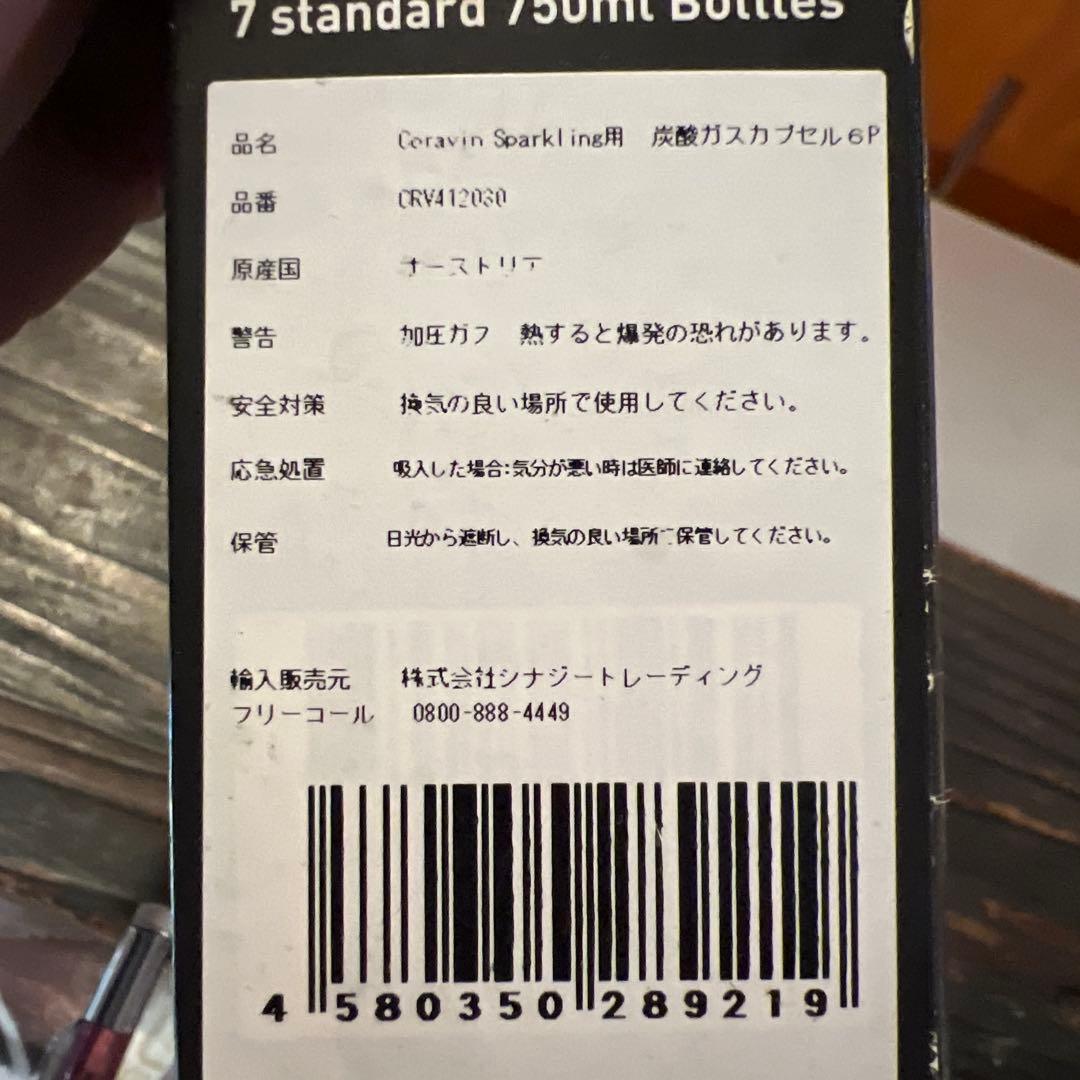 7 standard 750ml Bottles
品名 Coravin Sparkling用 炭酸ガスカプセル6P
品番 CRV412030
原産国 オーストリア
警告 加圧ガス 熱すると爆発の恐れがあります。
安全対策 換気の良い場所で使用してください。
応急処置 吸入した場合:気分が悪い時は医師に連絡してください。
保管 日光から遮断し、換気の良い場所で保管してください。
輸入販売元 株式会社シナジートレーディング
フリーコール 0800-888-4449
4 580350 289219